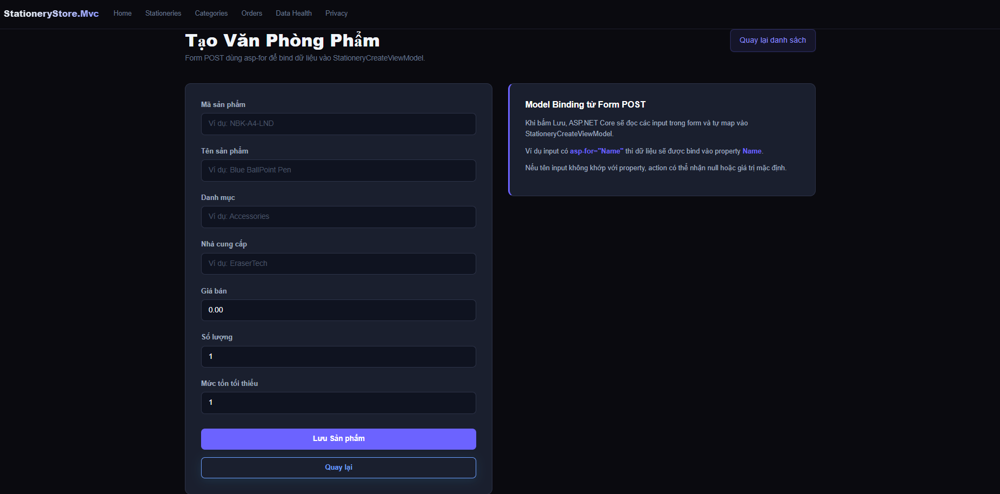 StationeryStore.Mvc Home Stationeries Categories Orders Data Health Privacy
Tạo Văn Phòng Phẩm
Quay lại danh sách
Form POST dùng asp-for để bind dữ liệu vào StationeryCreateViewModel.
Mã sản phẩm
Ví dụ: NBK-A4-LND
Tên sản phẩm
Ví dụ: Blue BallPoint Pen
Danh mục
Ví dụ: Accessories
Nhà cung cấp
Ví dụ: EraserTech
Giá bán
0.00
Số lượng
1
Mức tồn tối thiểu
1
Lưu Sản phẩm
Quay lại
Model Binding từ Form POST
Khi bấm Lưu, ASP.NET Core sẽ đọc các input trong form và tự map vào
StationeryCreateViewModel.
Ví dụ input có asp-for="Name" thì dữ liệu sẽ được bind vào property Name.
Nếu tên input không khớp với property, action có thể nhận null hoặc giá trị mặc định.